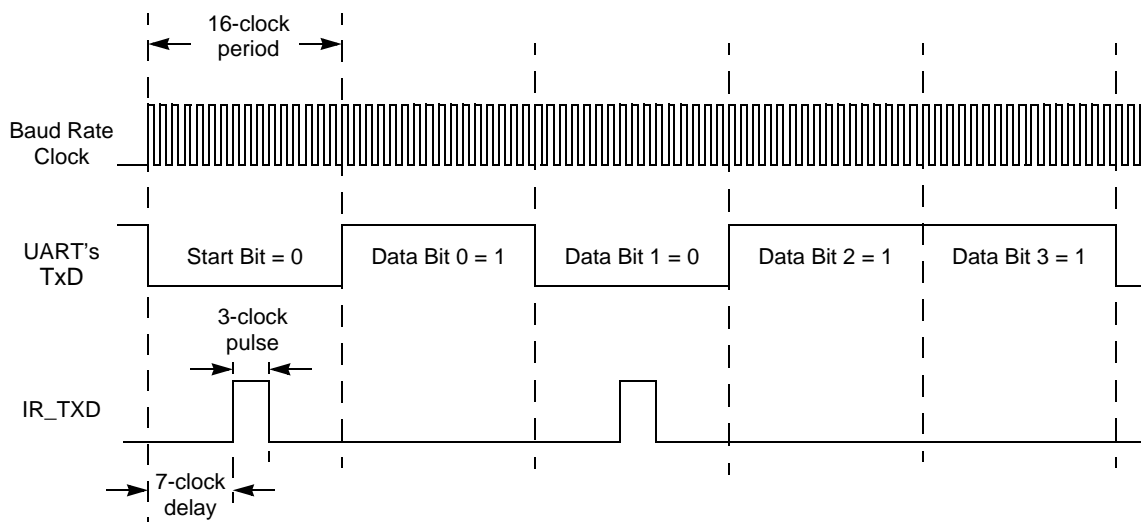 16-clock
period
Baud Rate
Clock
UART's
TxD
Start Bit = 0
Data Bit 0 = 1
Data Bit 1 = 0
Data Bit 2 = 1
Data Bit 3 = 1
3-clock
pulse
IR_TXD
7-clock
delay